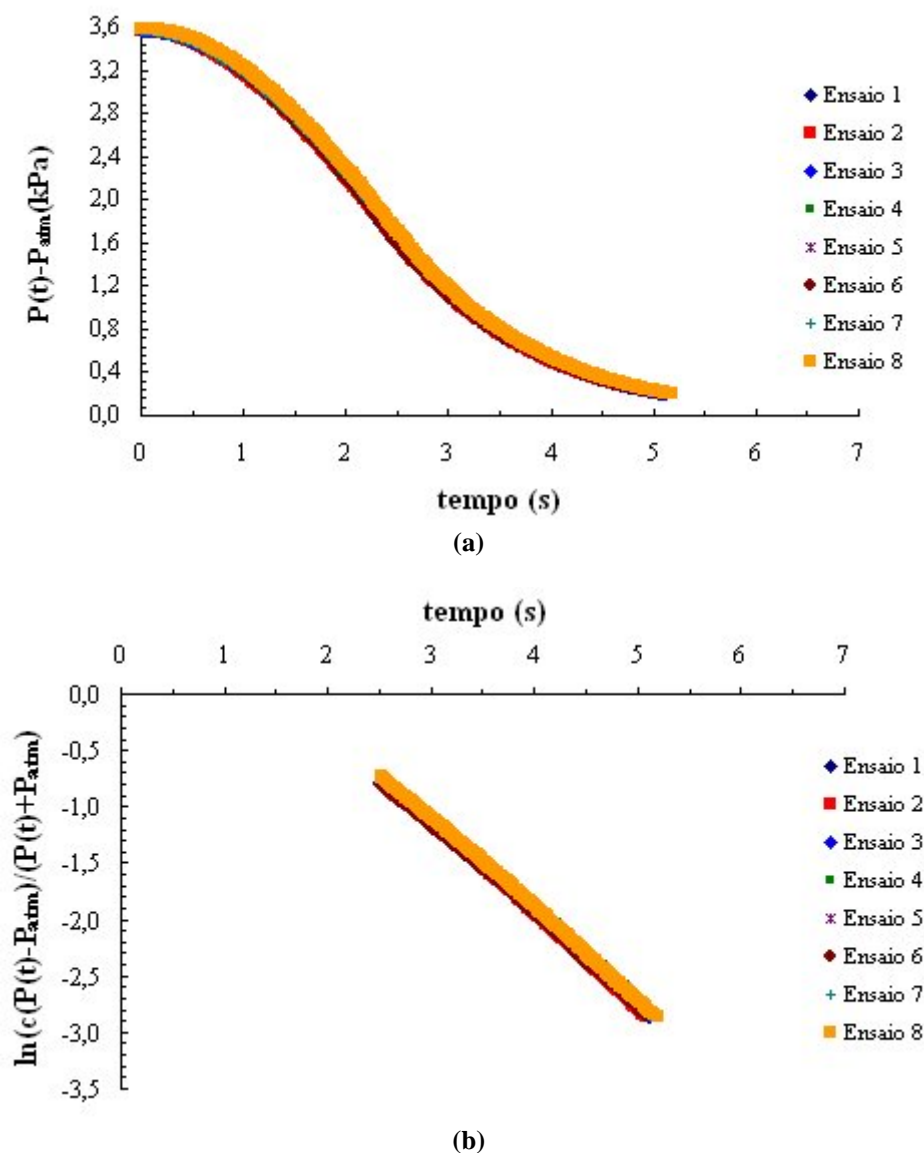 3,6
3,2
2,8
2,4
2,0
1,6
1,2
0,8
0,4
0,0
P(t)-Patm(kPa)
0 1 2 3 4 5 6 7
tempo (s)
Ensaio 1
Ensaio 2
Ensaio 3
Ensaio 4
Ensaio 5
Ensaio 6
Ensaio 7
Ensaio 8
(a)
tempo (s)
0 1 2 3 4 5 6 7
0,0
-0,5
-1,0
-1,5
-2,0
-2,5
-3,0
-3,5
ln(c(P(t)-Patm)/(P(t)+Patm)
Ensaio 1
Ensaio 2
Ensaio 3
Ensaio 4
Ensaio 5
Ensaio 6
Ensaio 7
Ensaio 8
(b)